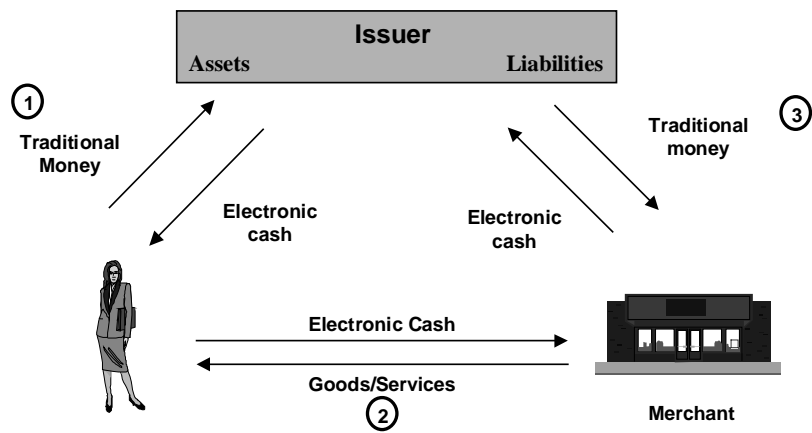 Issuer
Assets Liabilities
1
Traditional
Money
3
Traditional
money
Electronic
cash
Electronic
cash
Electronic Cash
Goods/Services
2
Merchant